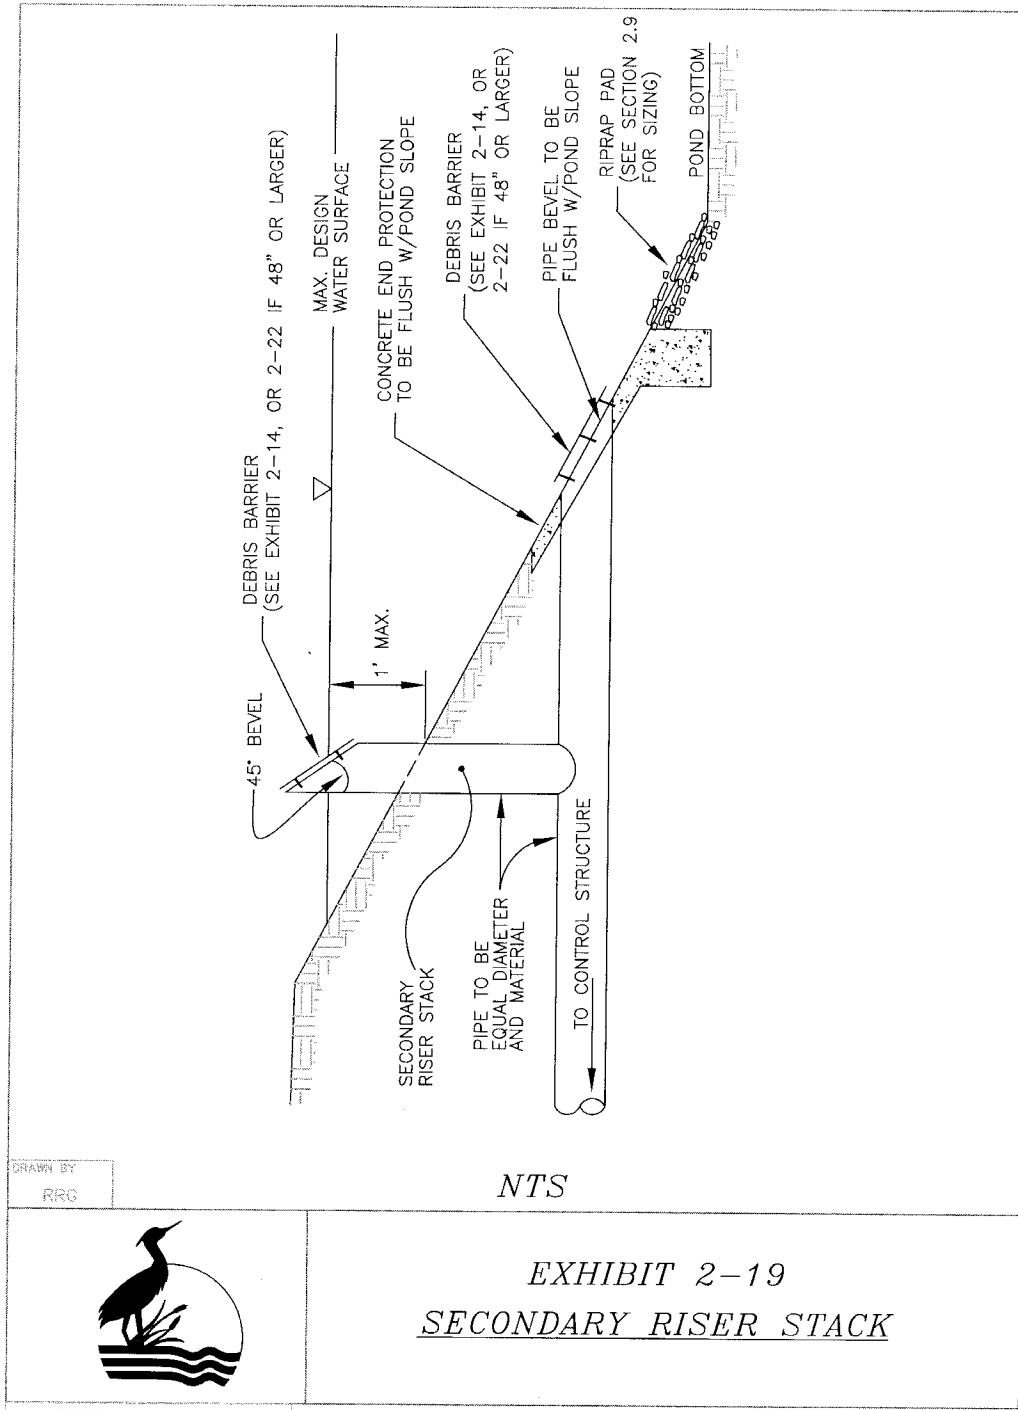 45° BEVEL
DEBRIS BARRIER
(SEE EXHIBIT 2-14, OR 2-22 IF 48" OR LARGER)
MAX. DESIGN
WATER SURFACE
1' MAX.
CONCRETE END PROTECTION
TO BE FLUSH W/POND SLOPE
DEBRIS BARRIER
(SEE EXHIBIT 2-14, OR
2-22 IF 48" OR LARGER)
PIPE BEVEL TO BE
FLUSH W/POND SLOPE
RIPRAP PAD
(SEE SECTION 2.9
FOR SIZING)
POND BOTTOM
SECONDARY
RISER STACK
PIPE TO BE
EQUAL DIAMETER
AND MATERIAL
TO CONTROL STRUCTURE
DRAWN BY
RRG
NTS
EXHIBIT 2-19
SECONDARY RISER STACK